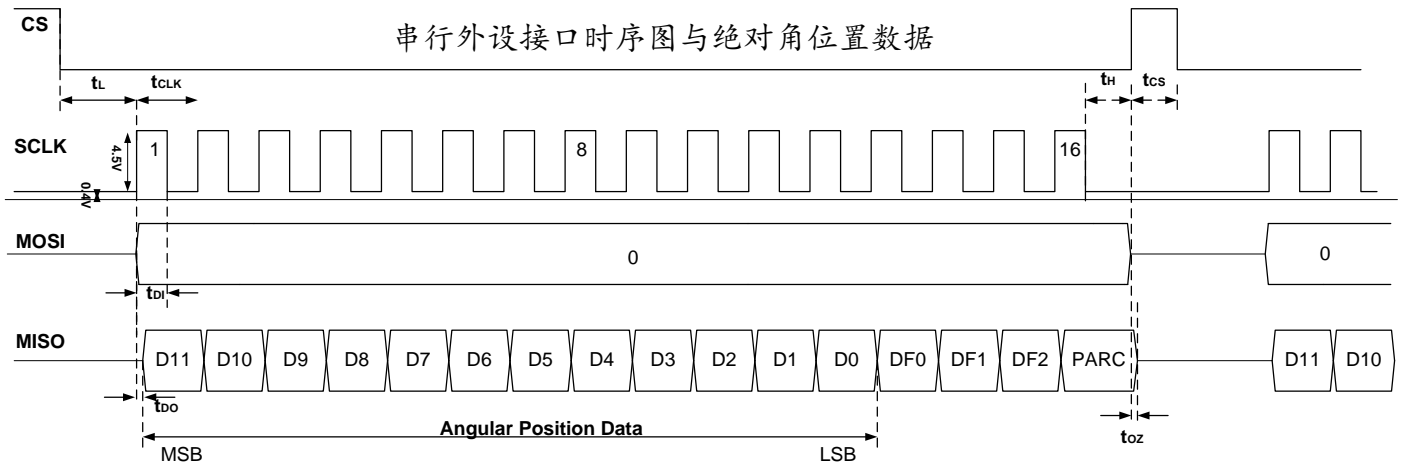 CS
串行外设接口时序图与绝对角位置数据
tL
tCLK
tH
tCS
SCLK
4.5V
0.4V
1
8
16
MOSI
0
0
tDI
MISO
D11
D10
D9
D8
D7
D6
D5
D4
D3
D2
D1
D0
DF0
DF1
DF2
PARC
D11
D10
tDO
tOZ
Angular Position Data
MSB
LSB